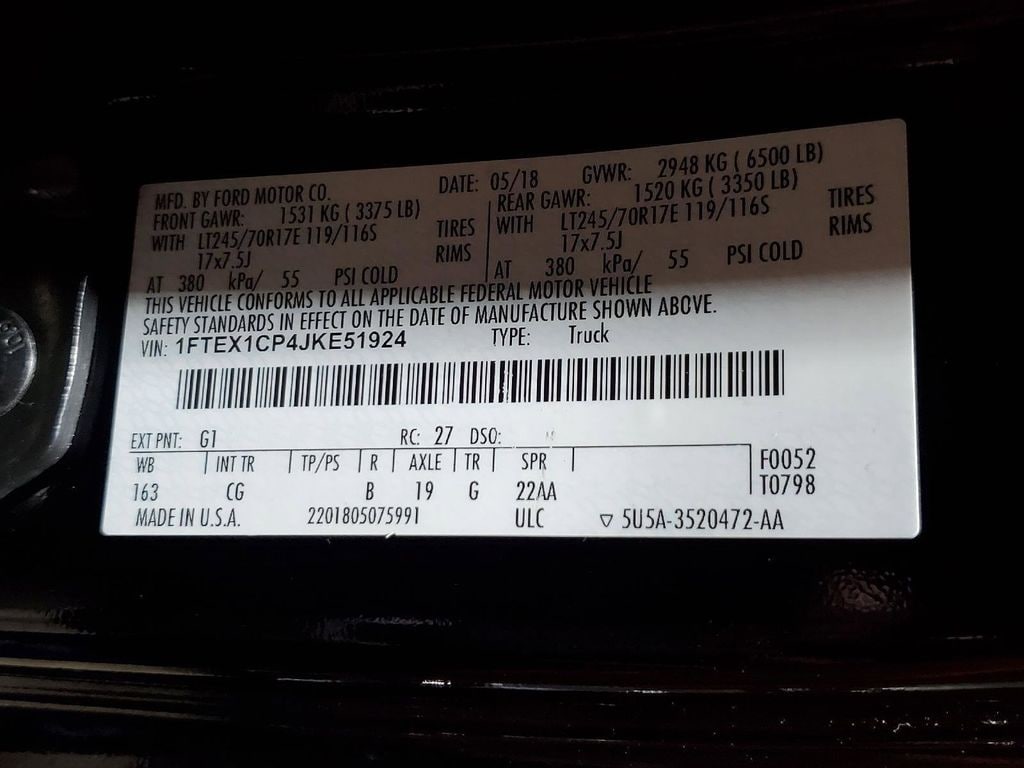 MFD. BY FORD MOTOR CO. DATE: 05/18 GVWR: 2948 KG ( 6500 LB)
FRONT GAWR: 1531 KG ( 3375 LB) REAR GAWR: 1520 KG ( 3350 LB)
WITH LT245/70R17E 119/116S TIRES WITH LT245/70R17E 119/116S TIRES
17x7.5J RIMS 17x7.5J RIMS
AT 380 kPa/ 55 PSI COLD AT 380 kPa/ 55 PSI COLD
THIS VEHICLE CONFORMS TO ALL APPLICABLE FEDERAL MOTOR VEHICLE
SAFETY STANDARDS IN EFFECT ON THE DATE OF MANUFACTURE SHOWN ABOVE.
VIN: 1FTEX1CP4JKE51924 TYPE: Truck
EXT PNT: G1 RC: 27 DSO:
WB INT TR TP/PS R AXLE TR SPR F0052
163 CG B 19 G 22AA T0798
MADE IN U.S.A. 2201805075991 ULC ▽ 5U5A-3520472-AA